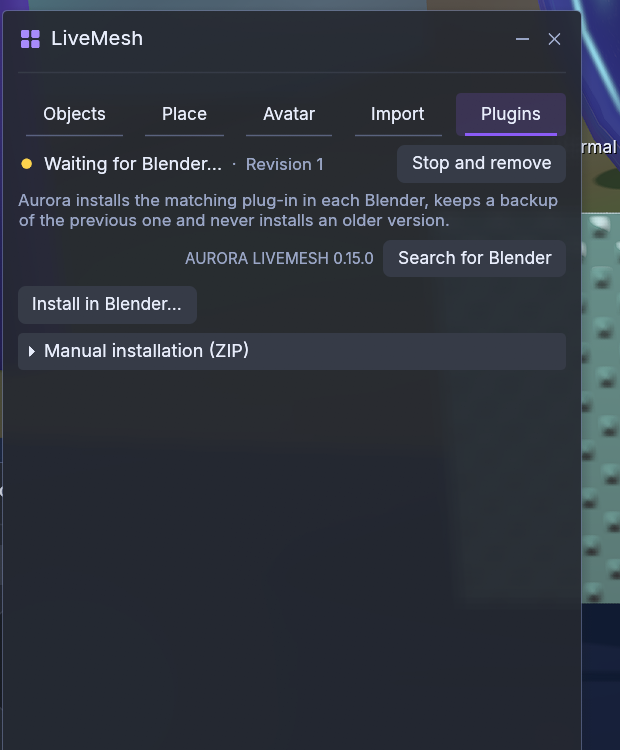 LiveMesh
Objects Place Avatar Import Plugins
Waiting for Blender... · Revision 1 Stop and remove
Aurora installs the matching plug-in in each Blender, keeps a backup
of the previous one and never installs an older version.
AURORA LIVEMESH 0.15.0 Search for Blender
Install in Blender...
Manual installation (ZIP)
rmal